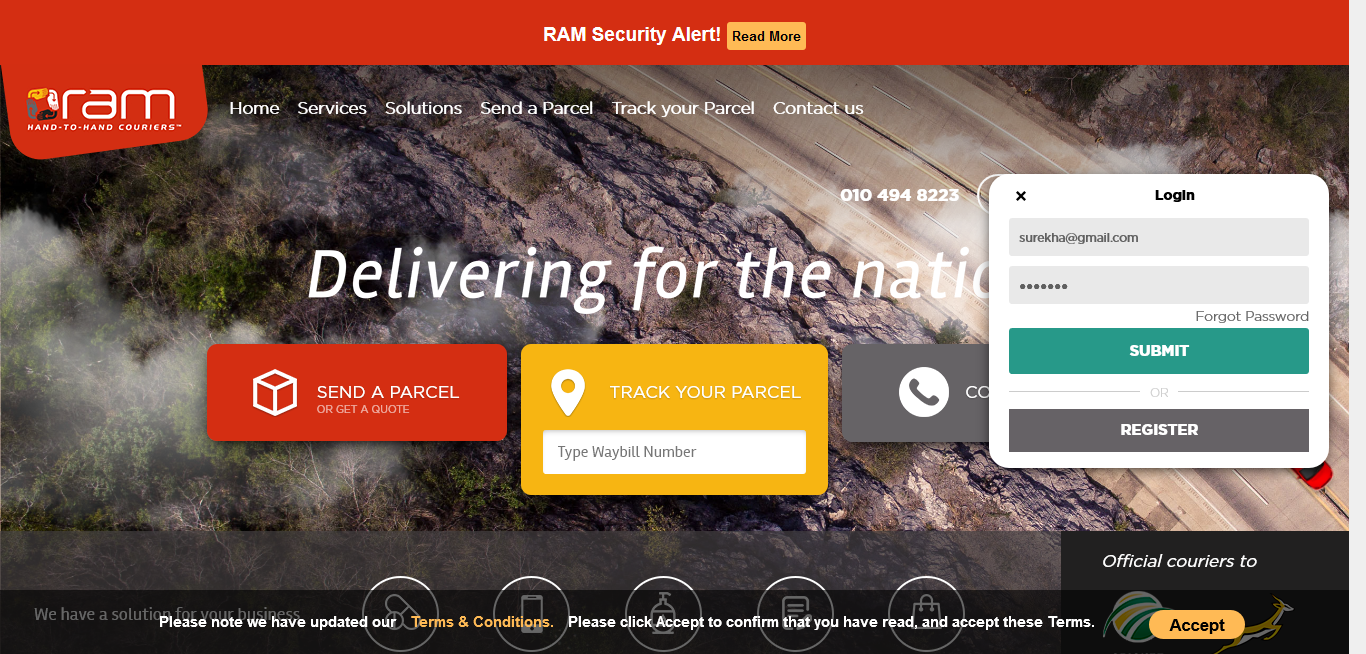 RAM Security Alert! Read More
ram
HAND-TO-HAND COURIERS™
Home Services Solutions Send a Parcel Track your Parcel Contact us
010 494 8223
Delivering for the natio
SEND A PARCEL
OR GET A QUOTE
TRACK YOUR PARCEL
Type Waybill Number
CO
× Login
surekha@gmail.com
•••••••
Forgot Password
SUBMIT
OR
REGISTER
Official couriers to
We have a solution for your business
Please note we have updated our Terms & Conditions. Please click Accept to confirm that you have read, and accept these Terms. Accept